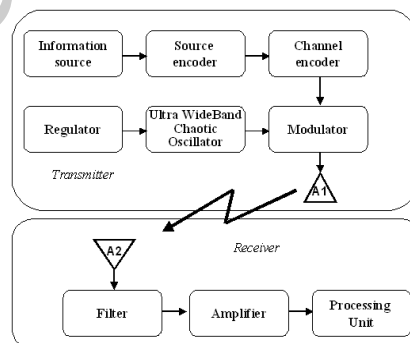 Information source
Source encoder
Channel encoder
Regulator
Ultra WideBand Chaotic Oscillator
Modulator
Transmitter
A1
A2
Receiver
Filter
Amplifier
Processing Unit